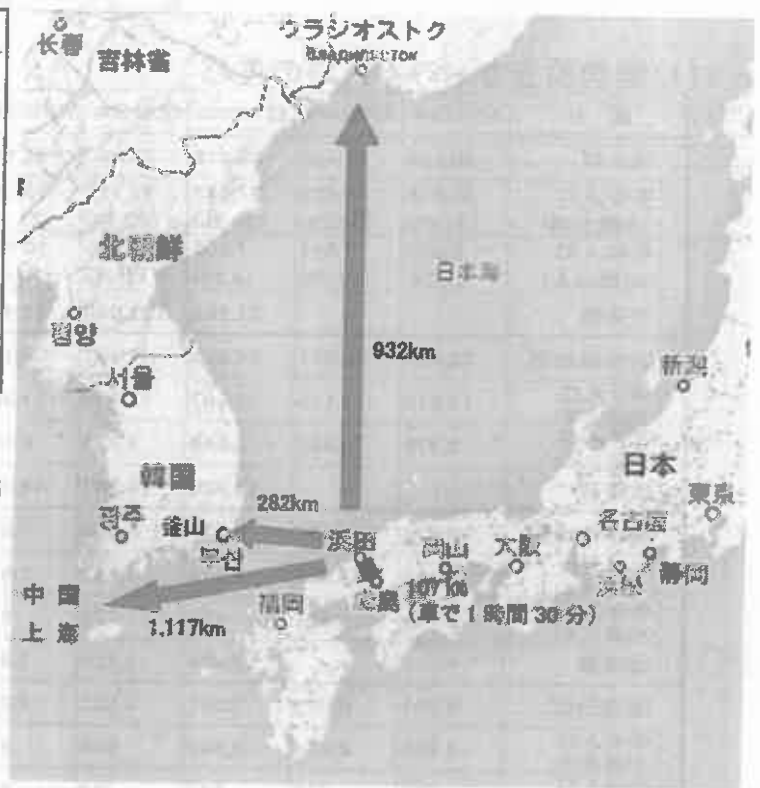 ウラジオストク
长春
吉林省
北朝鮮
日本海
평양
932km
서울
新潟
韓国
日本
282km
東京
광주
釜山
부산
浜田
岡山
大阪
名古屋
浜松
静岡
広島
107km
(車で1時間30分)
中国
上海
1,117km
福岡